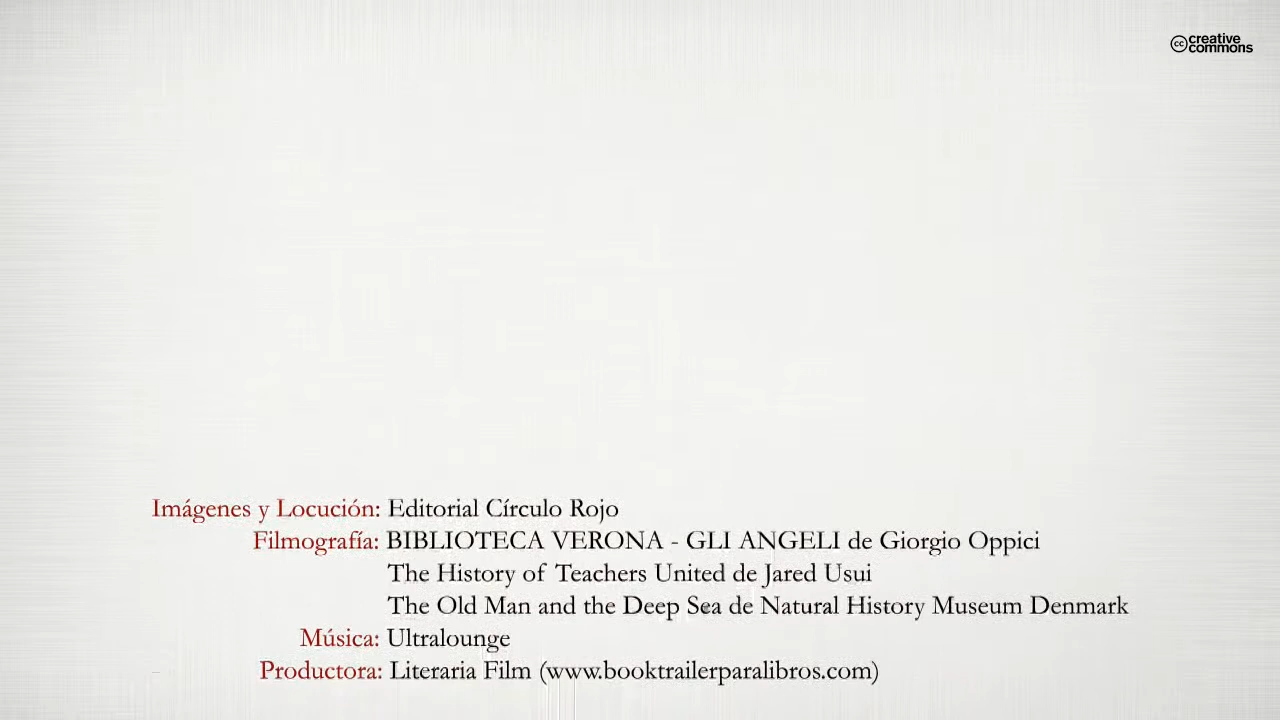 cc creative
commons
Imágenes y Locución: Editorial Círculo Rojo
Filmografía: BIBLIOTECA VERONA - GLI ANGELI de Giorgio Oppici
The History of Teachers United de Jared Usui
The Old Man and the Deep Sea de Natural History Museum Denmark
Música: Ultralounge
Productora: Literaria Film (www.booktrailerparalibros.com)